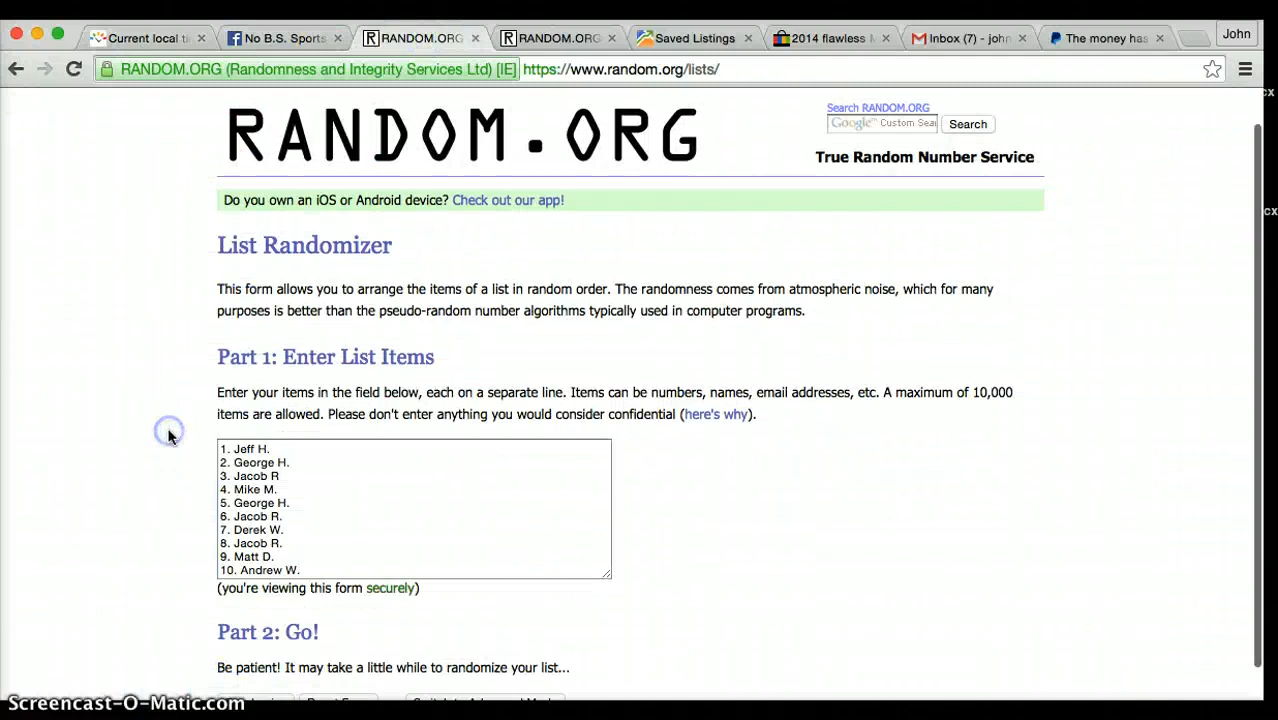 Current local ti
No B.S. Sports
RANDOM.ORG
RANDOM.ORG
Saved Listings
2014 flawless
Inbox (7) - john
The money has
John
RANDOM.ORG (Randomness and Integrity Services Ltd) [IE] https://www.random.org/lists/
cx
RANDOM.ORG
Search RANDOM.ORG
Google™ Custom Sear
Search
True Random Number Service
cx
Do you own an iOS or Android device? Check out our app!
List Randomizer
This form allows you to arrange the items of a list in random order. The randomness comes from atmospheric noise, which for many
purposes is better than the pseudo-random number algorithms typically used in computer programs.
Part 1: Enter List Items
Enter your items in the field below, each on a separate line. Items can be numbers, names, email addresses, etc. A maximum of 10,000
items are allowed. Please don't enter anything you would consider confidential (here's why).
1. Jeff H.
2. George H.
3. Jacob R
4. Mike M.
5. George H.
6. Jacob R.
7. Derek W.
8. Jacob R.
9. Matt D.
10. Andrew W.
(you're viewing this form securely)
Part 2: Go!
Be patient! It may take a little while to randomize your list...
Screencast-O-Matic.com